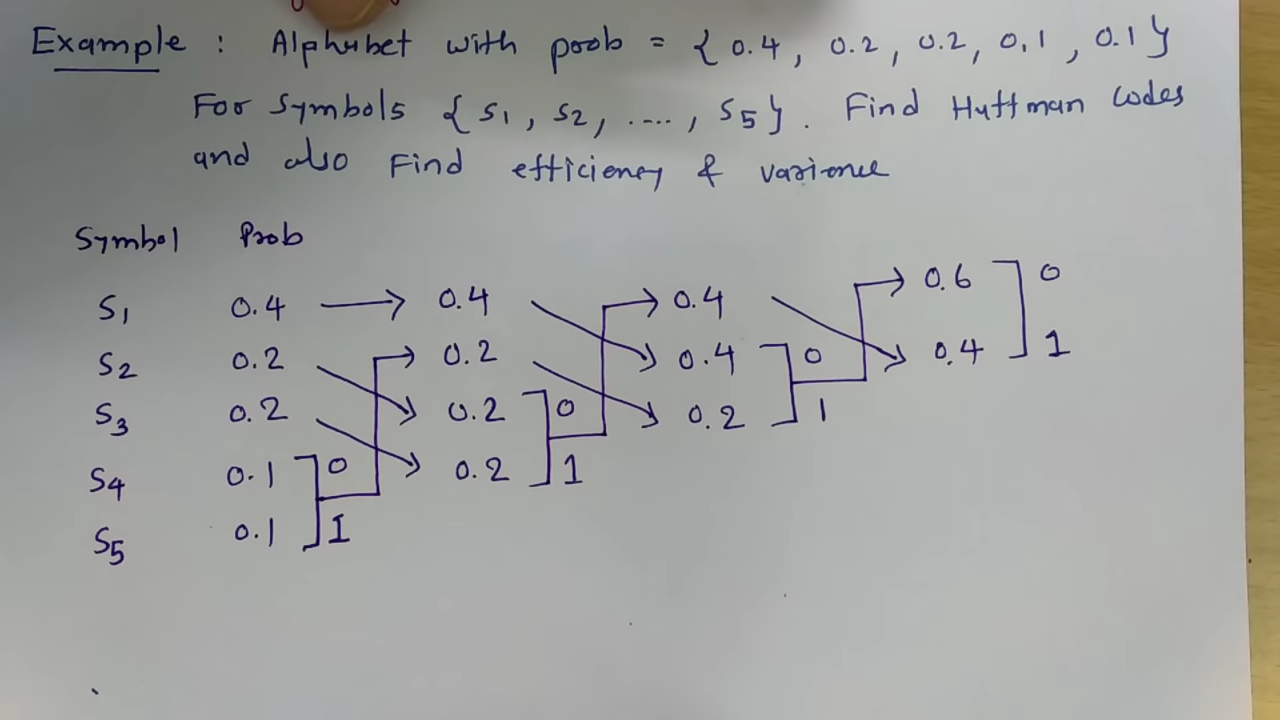 Example : Alphabet with prob = { 0.4 , 0.2 , 0.2 , 0.1 , 0.1 }
For Symbols { S1 , S2 , .... , S5 } . Find Huffman codes
and also Find efficieney & varience
Symbol Prob
S1 0.4 → 0.4 → 0.4 → 0.6 0
S2 0.2 0.2 0.4 0 0.4 1
S3 0.2 0.2 0 0.2 1
S4 0.1 0 0.2 1
S5 0.1 1